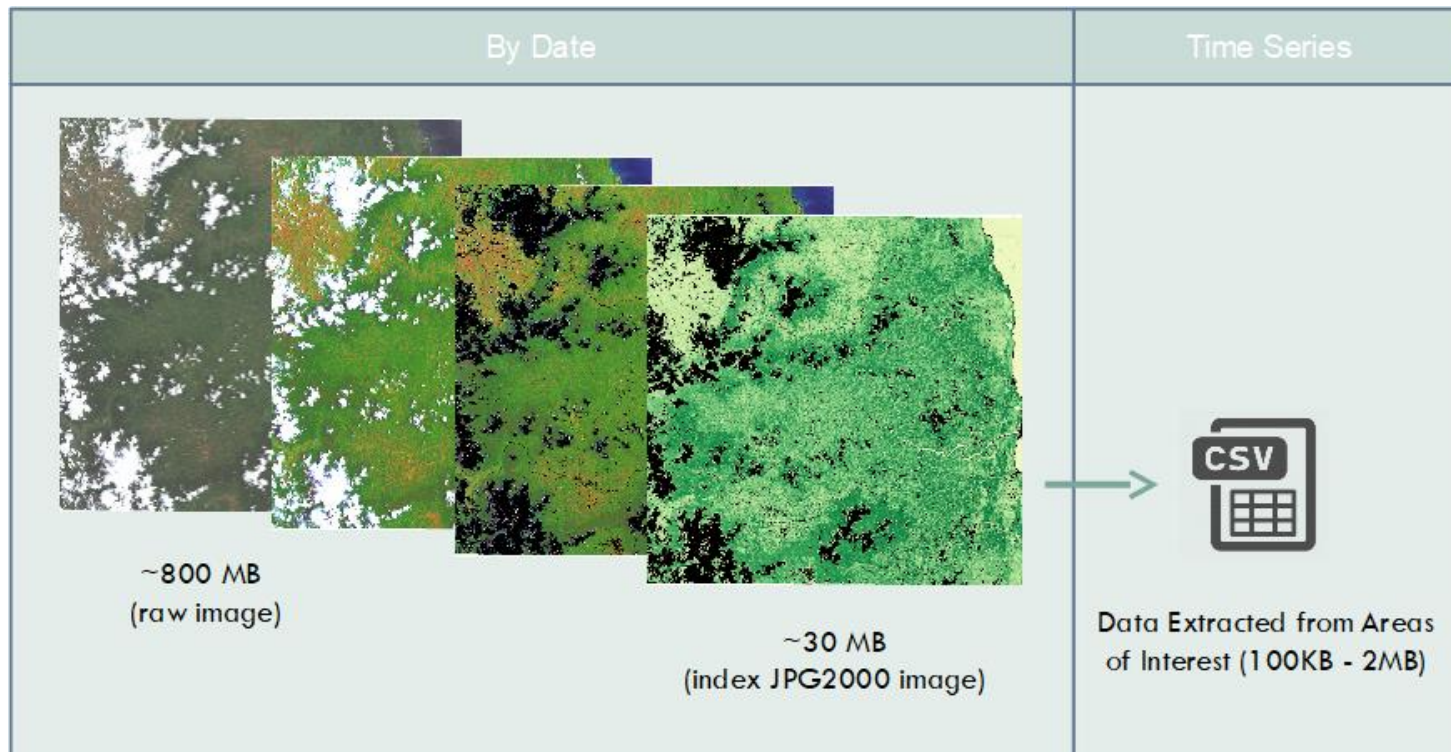 By Date
Time Series
~800 MB
(raw image)
~30 MB
(index JPG2000 image)
CSV
Data Extracted from Areas
of Interest (100KB - 2MB)